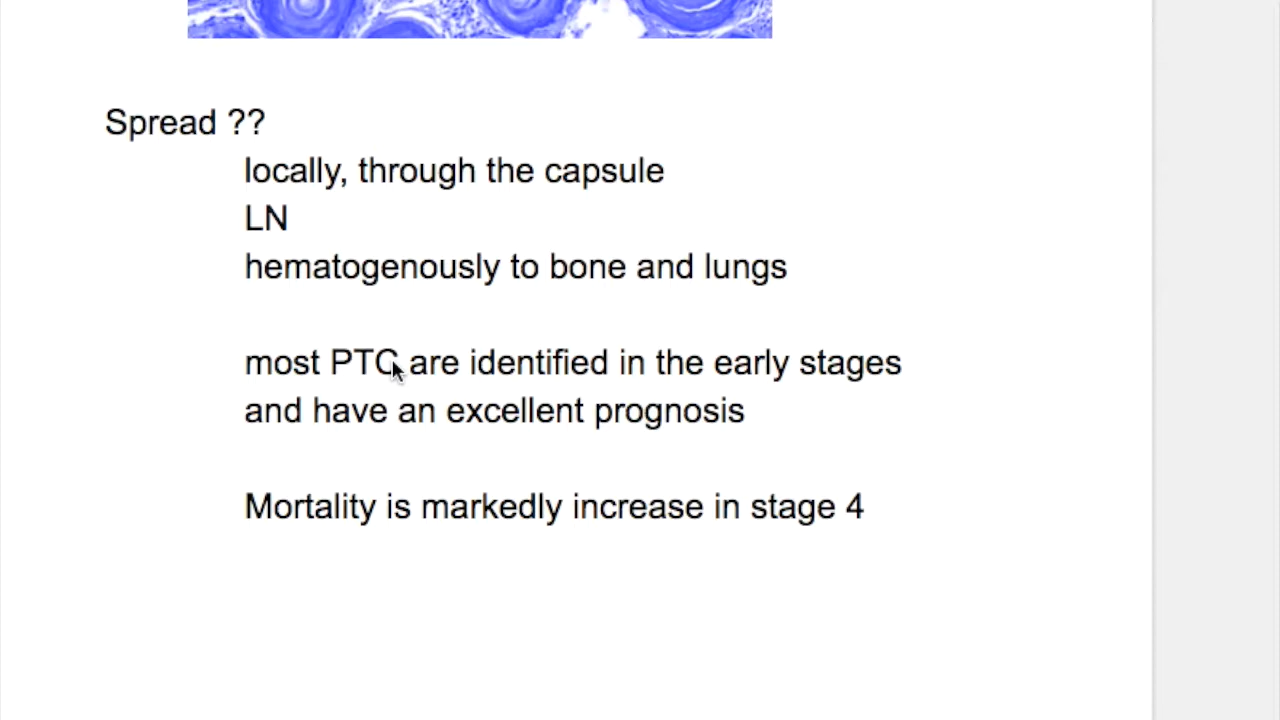 Spread ??
locally, through the capsule
LN
hematogenously to bone and lungs
most PTC are identified in the early stages
and have an excellent prognosis
Mortality is markedly increase in stage 4